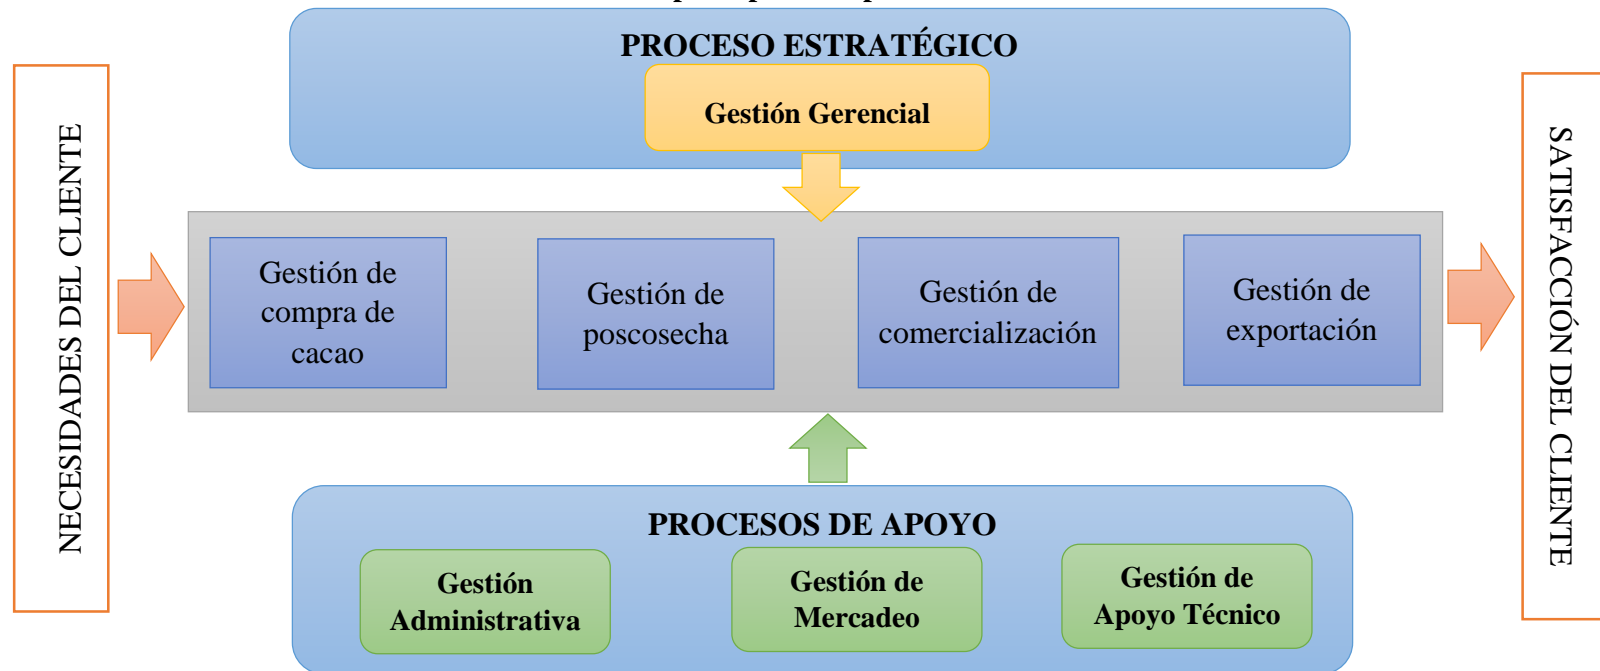 PROCESO ESTRATÉGICO
Gestión Gerencial
NECESIDADES DEL CLIENTE
Gestión de
compra de
cacao
Gestión de
poscosecha
Gestión de
comercialización
Gestión de
exportación
SATISFACCIÓN DEL CLIENTE
PROCESOS DE APOYO
Gestión
Administrativa
Gestión de
Mercadeo
Gestión de
Apoyo Técnico